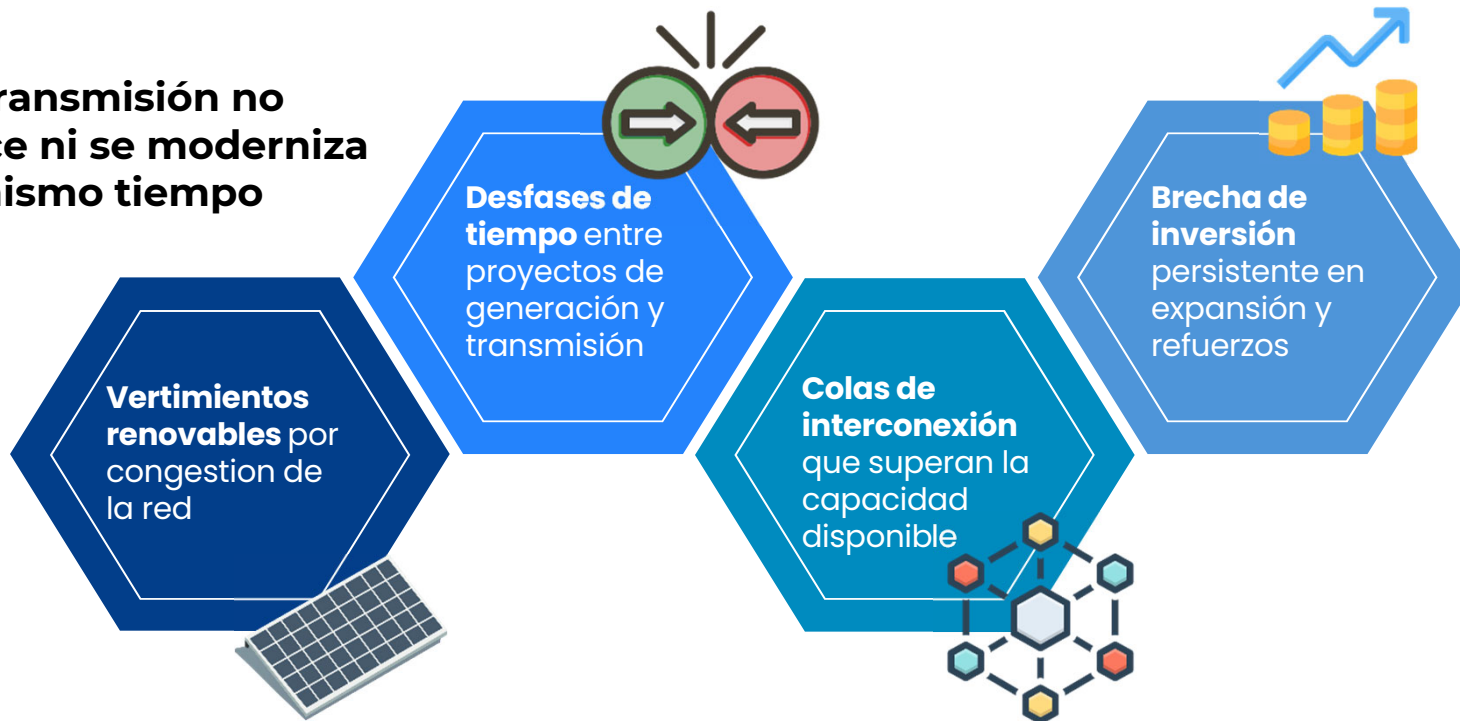 ransmisión no
ce ni se moderniza
ismo tiempo
Vertimientos
renovables por
congestion de
la red
Desfases de
tiempo entre
proyectos de
generación y
transmisión
Colas de
interconexión
que superan la
capacidad
disponible
Brecha de
inversión
persistente en
expansión y
refuerzos